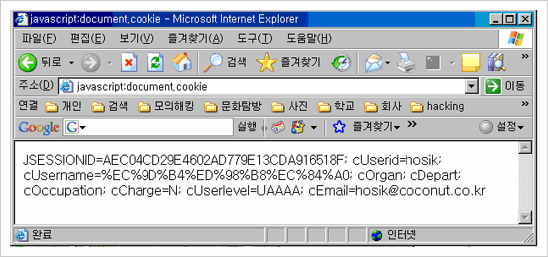 javascript:document.cookie - Microsoft Internet Explorer
파일(F) 편집(E) 보기(V) 즐겨찾기(A) 도구(T) 도움말(H)
뒤로 검색 즐겨찾기
주소(D) javascript:document.cookie 이동
연결 개인 검색 모의해킹 문화탐방 사진 학교 회사 hacking
Google G 실행 즐겨찾기 설정
JSESSIONID=AEC04CD29E4602AD779E13CDA916518F; cUserid=hosik;
cUsername=%EC%9D%B4%ED%98%B8%EC%84%A0; cOrgan; cDepart;
cOccupation; cCharge=N; cUserlevel=UAAAA; cEmail=hosik@coconut.co.kr
완료 인터넷